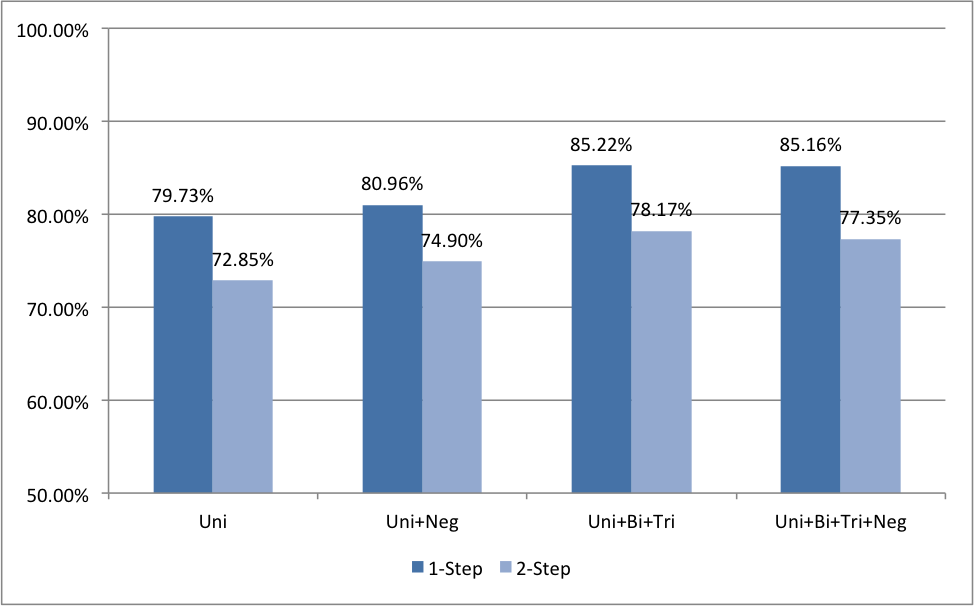 100.00%
90.00%
80.00%
70.00%
60.00%
50.00%
79.73%
72.85%
80.96%
74.90%
85.22%
78.17%
85.16%
77.35%
Uni
Uni+Neg
Uni+Bi+Tri
Uni+Bi+Tri+Neg
1-Step
2-Step